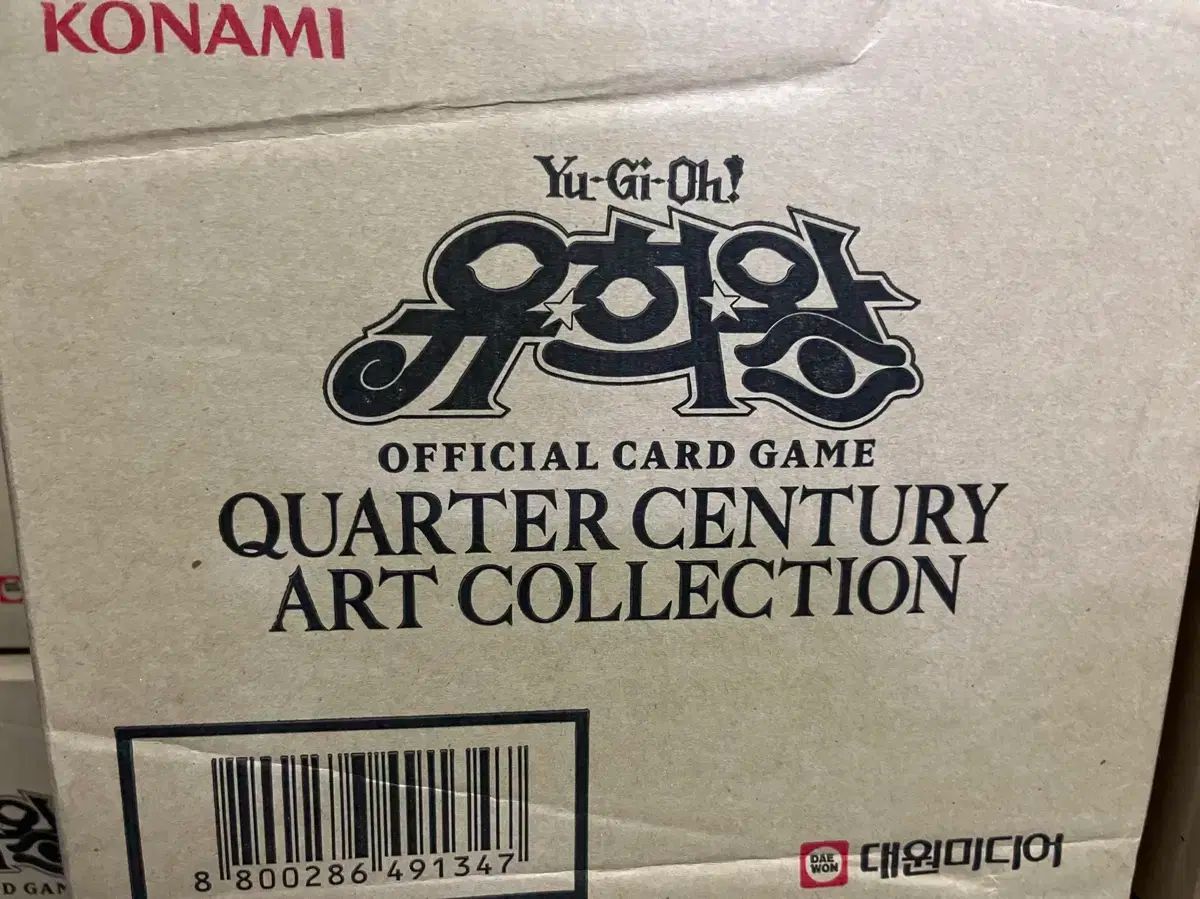 KONAMI
Yu-Gi-Oh!
유희왕
OFFICIAL CARD GAME
QUARTER CENTURY
ART COLLECTION
8 800286 491347
DAE
WON
대원미디어